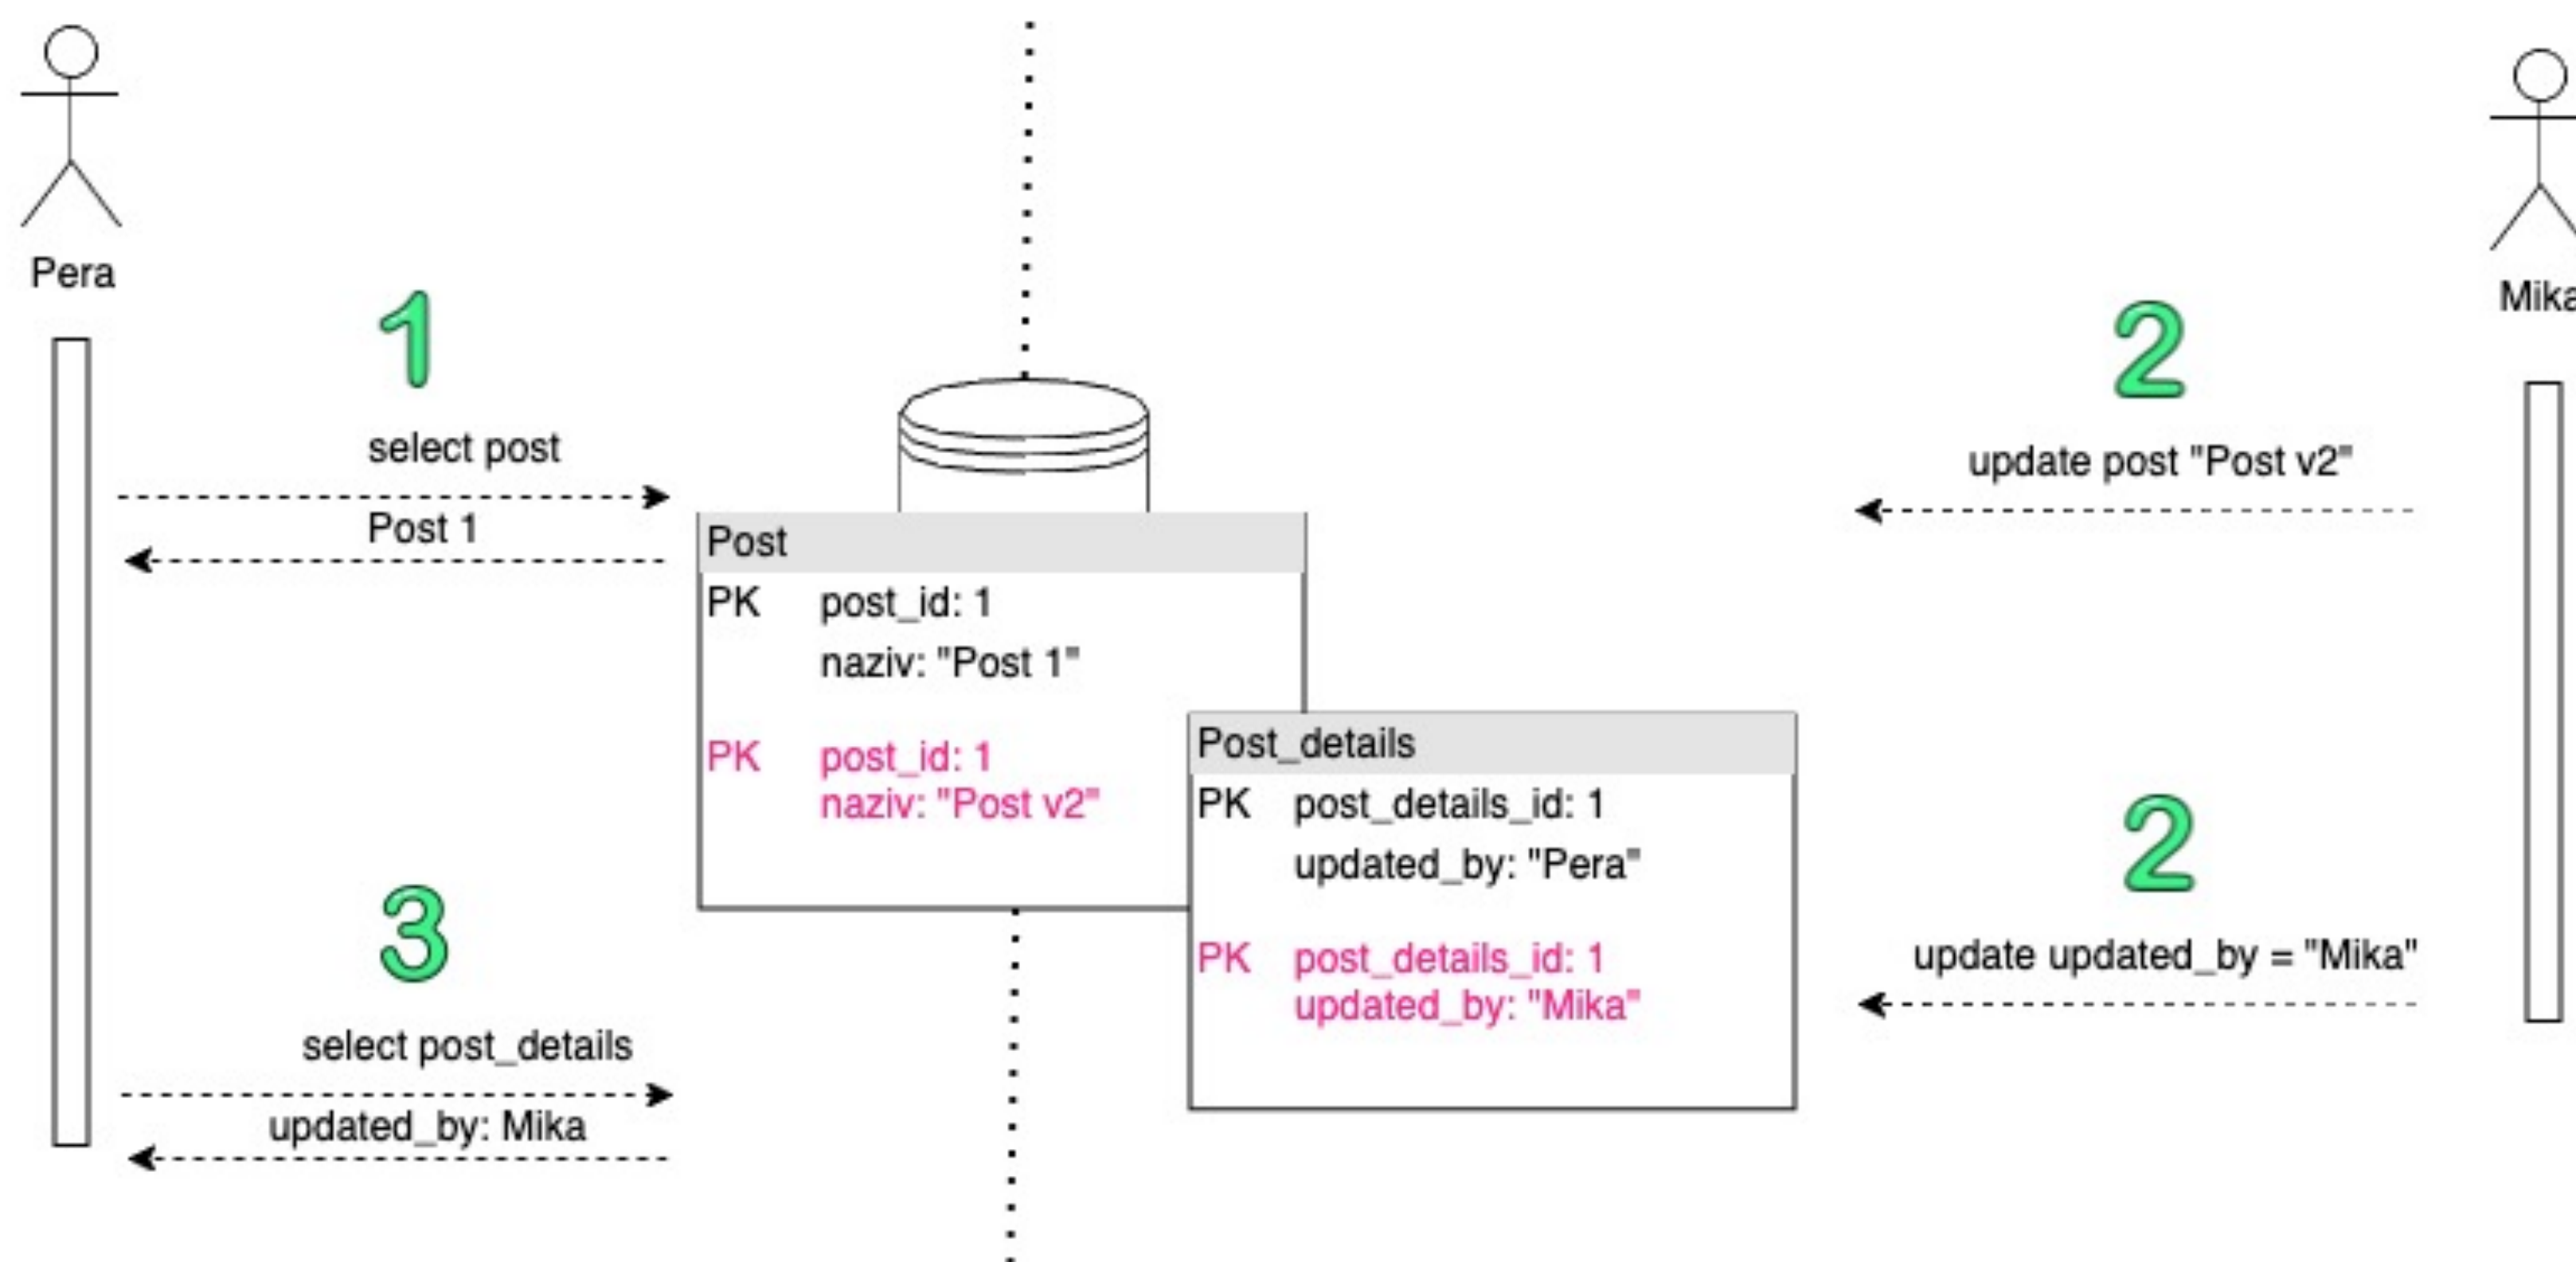 Pera
1
select post
Post 1
3
select post_details
updated_by: Mika
Post
PK post_id: 1
naziv: "Post 1"
PK post_id: 1
naziv: "Post v2"
Post_details
PK post_details_id: 1
updated_by: "Pera"
PK post_details_id: 1
updated_by: "Mika"
Mika
2
update post "Post v2"
2
update updated_by = "Mika"